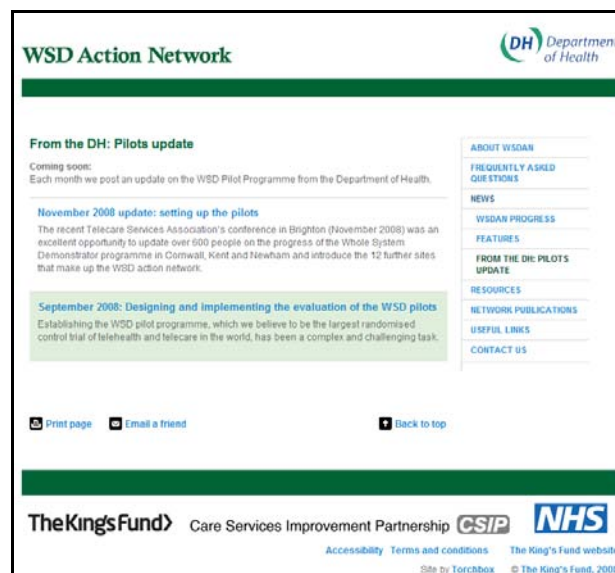 WSD Action Network
DH Department
of Health
From the DH: Pilots update
Coming soon:
Each month we post an update on the WSD Pilot Programme from the Department of Health.
November 2008 update: setting up the pilots
The recent Telecare Services Association's conference in Brighton (November 2008) was an
excellent opportunity to update over 600 people on the progress of the Whole System
Demonstrator programme in Cornwall, Kent and Newham and introduce the 12 further sites
that make up the WSD action network.
September 2008: Designing and implementing the evaluation of the WSD pilots
Establishing the WSD pilot programme, which we believe to be the largest randomised
control trial of telehealth and telecare in the world, has been a complex and challenging task.
ABOUT WSDAN
FREQUENTLY ASKED
QUESTIONS
NEWS
WSDAN PROGRESS
FEATURES
FROM THE DH: PILOTS
UPDATE
RESOURCES
NETWORK PUBLICATIONS
USEFUL LINKS
CONTACT US
Print page Email a friend Back to top
The King's Fund Care Services Improvement Partnership CSIP NHS
Accessibility Terms and conditions The King's Fund website
Site by Torchbox © The King's Fund, 2008